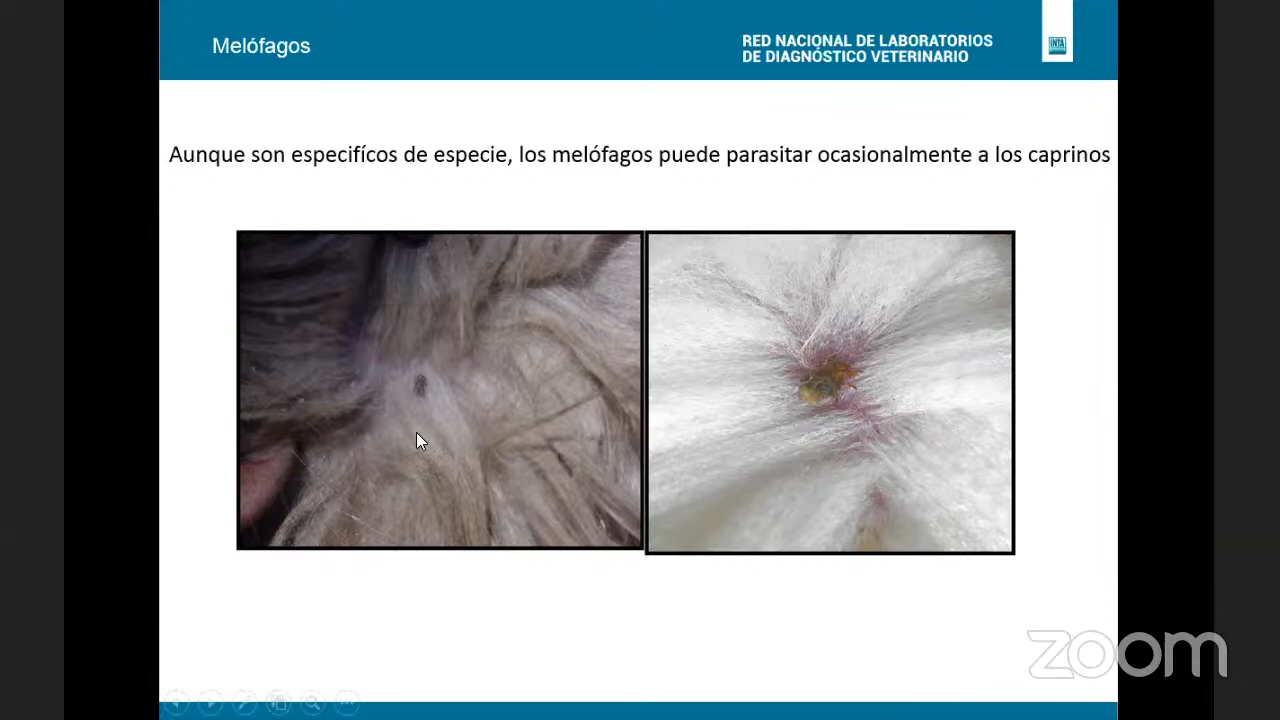 Melófagos
RED NACIONAL DE LABORATORIOS
DE DIAGNÓSTICO VETERINARIO
INTA
Aunque son especifícos de especie, los melófagos puede parasitar ocasionalmente a los caprinos
zoom